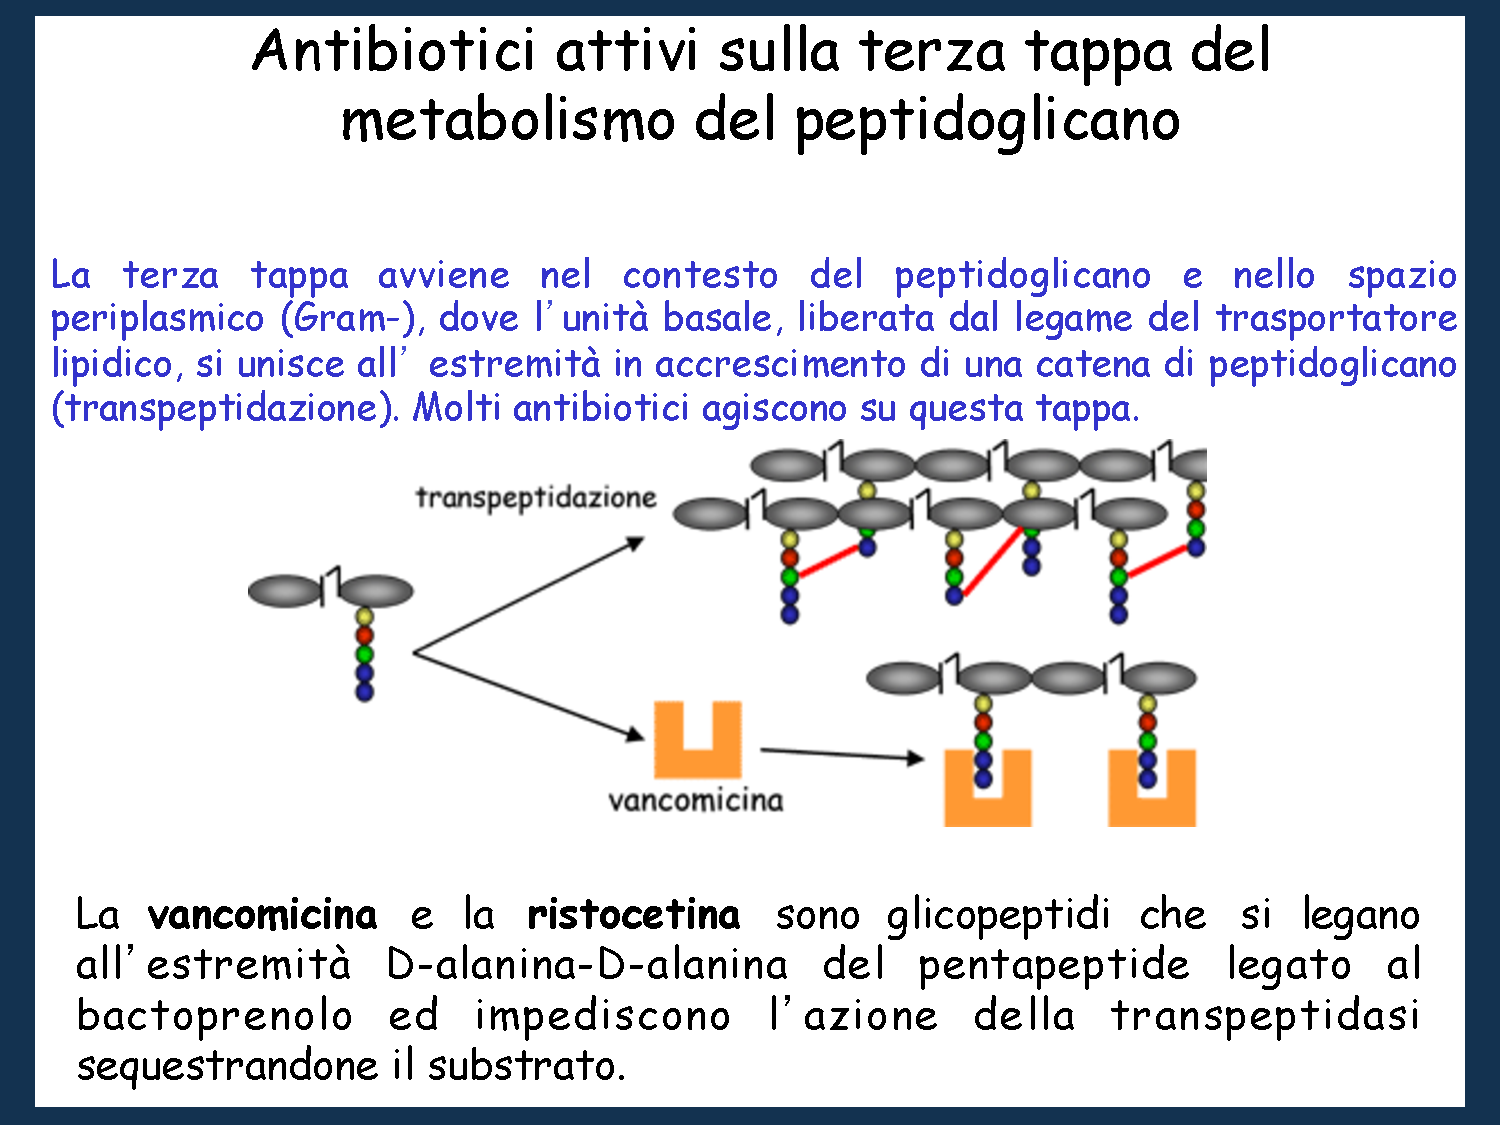 Antibiotici attivi sulla terza tappa del
metabolismo del peptidoglicano
La terza tappa avviene nel contesto del peptidoglicano e nello spazio
periplasmico (Gram-), dove l’unità basale, liberata dal legame del trasportatore
lipidico, si unisce all’ estremità in accrescimento di una catena di peptidoglicano
(transpeptidazione). Molti antibiotici agiscono su questa tappa.
transpeptidazione
vancomicina
La vancomicina e la ristocetina sono glicopeptidi che si legano
all’estremità D-alanina-D-alanina del pentapeptide legato al
bactoprenolo ed impediscono l’azione della transpeptidasi
sequestrandone il substrato.